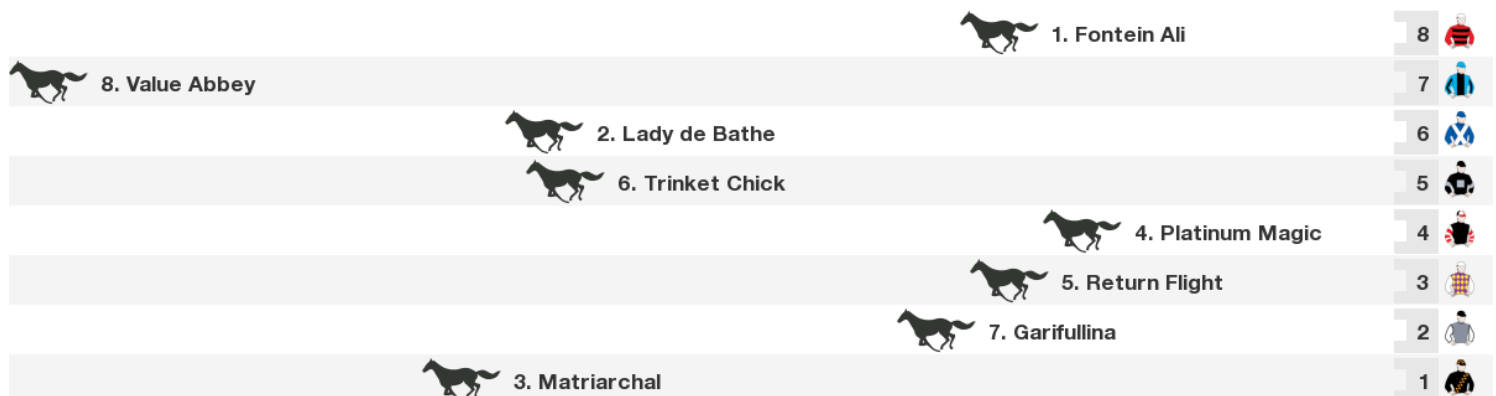 1. Fontein Ali 8
8. Value Abbey 7
2. Lady de Bathe 6
6. Trinket Chick 5
4. Platinum Magic 4
5. Return Flight 3
7. Garifullina 2
3. Matriarchal 1